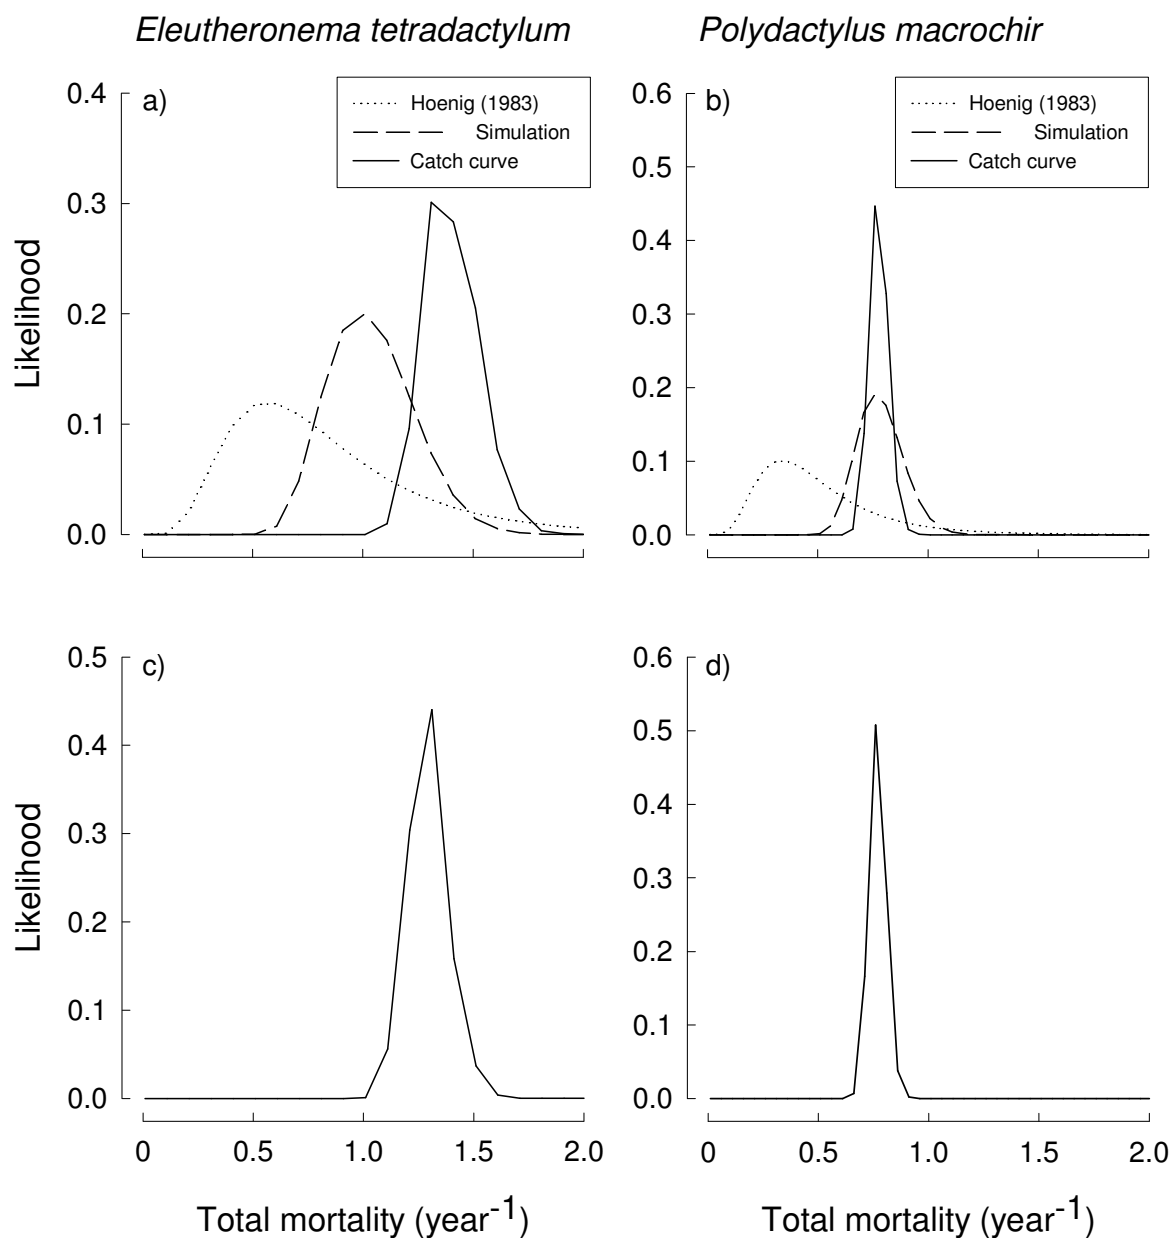 Eleutheronema tetradactylum
Polydactylus macrochir
a)
Hoenig (1983)
Simulation
Catch curve
0.4
0.3
0.2
0.1
0.0
Likelihood
b)
Hoenig (1983)
Simulation
Catch curve
0.6
0.5
0.4
0.3
0.2
0.1
0.0
c)
0.5
0.4
0.3
0.2
0.1
0.0
Likelihood
0 0.5 1.0 1.5 2.0
Total mortality (year-1)
d)
0.6
0.5
0.4
0.3
0.2
0.1
0.0
0 0.5 1.0 1.5 2.0
Total mortality (year-1)